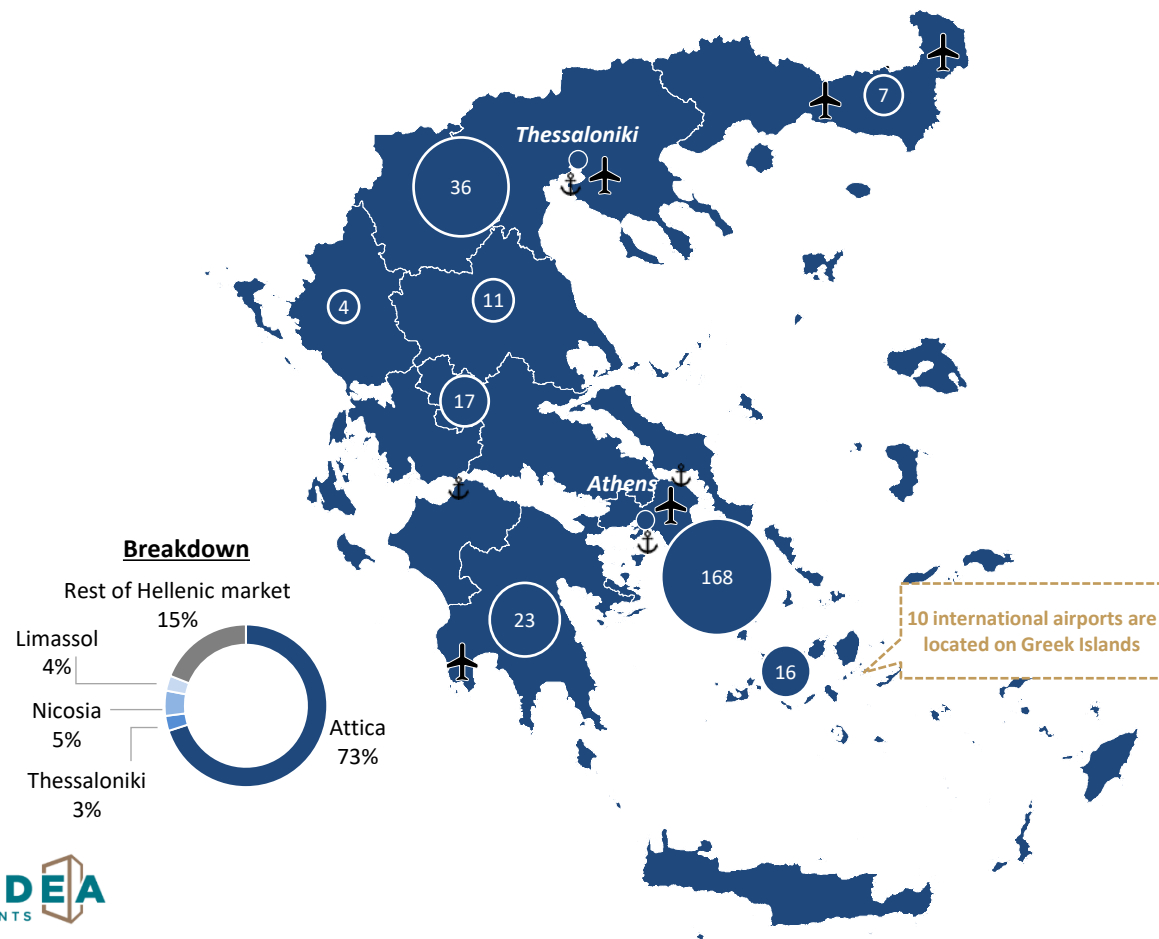 7
Thessaloniki
36
4
11
17
Athens
168
23
16
10 international airports are
located on Greek Islands
Breakdown
Rest of Hellenic market
15%
Limassol
4%
Nicosia
5%
Thessaloniki
3%
Attica
73%
DEA
NTS